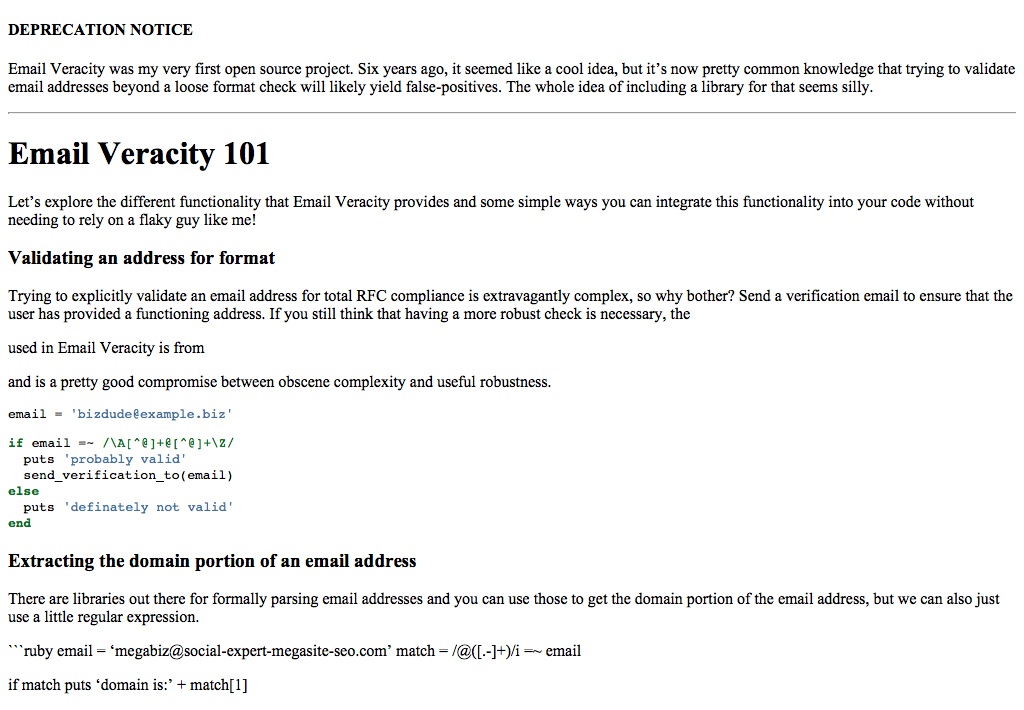 DEPRECATION NOTICE
Email Veracity was my very first open source project. Six years ago, it seemed like a cool idea, but it’s now pretty common knowledge that trying to validate
email addresses beyond a loose format check will likely yield false-positives. The whole idea of including a library for that seems silly.
Email Veracity 101
Let’s explore the different functionality that Email Veracity provides and some simple ways you can integrate this functionality into your code without
needing to rely on a flaky guy like me!
Validating an address for format
Trying to explicitly validate an email address for total RFC compliance is extravagantly complex, so why bother? Send a verification email to ensure that the
user has provided a functioning address. If you still think that having a more robust check is necessary, the
used in Email Veracity is from
and is a pretty good compromise between obscene complexity and useful robustness.
email = 'bizdude@example.biz'
if email =~ /\A[^@]+@[^@]+\Z/
  puts 'probably valid'
  send_verification_to(email)
else
  puts 'definately not valid'
end
Extracting the domain portion of an email address
There are libraries out there for formally parsing email addresses and you can use those to get the domain portion of the email address, but we can also just
use a little regular expression.
```ruby email = ‘megabiz@social-expert-megasite-seo.com’ match = /@([.-]+)/i =~ email
if match puts ‘domain is:’ + match[1]